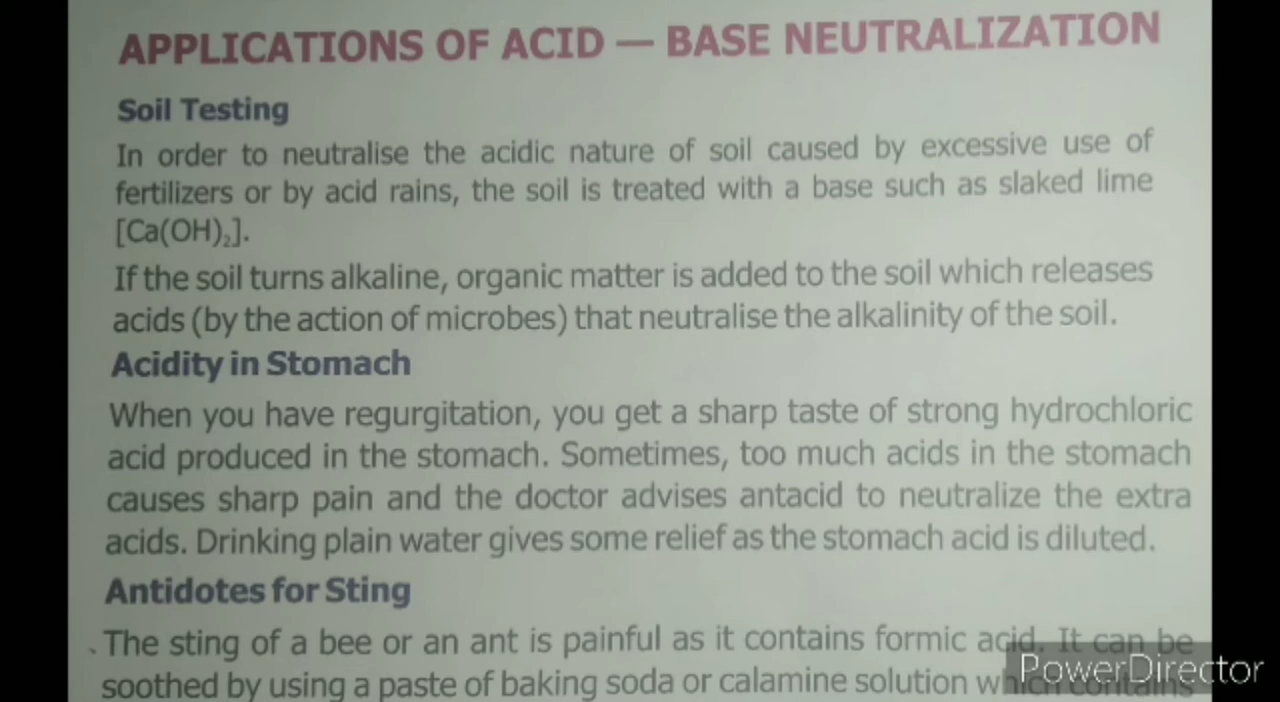 APPLICATIONS OF ACID — BASE NEUTRALIZATION
Soil Testing
In order to neutralise the acidic nature of soil caused by excessive use of
fertilizers or by acid rains, the soil is treated with a base such as slaked lime
[Ca(OH)₂].
If the soil turns alkaline, organic matter is added to the soil which releases
acids (by the action of microbes) that neutralise the alkalinity of the soil.
Acidity in Stomach
When you have regurgitation, you get a sharp taste of strong hydrochloric
acid produced in the stomach. Sometimes, too much acids in the stomach
causes sharp pain and the doctor advises antacid to neutralize the extra
acids. Drinking plain water gives some relief as the stomach acid is diluted.
Antidotes for Sting
The sting of a bee or an ant is painful as it contains formic acid. It can be
soothed by using a paste of baking soda or calamine solution which contains
PowerDirector